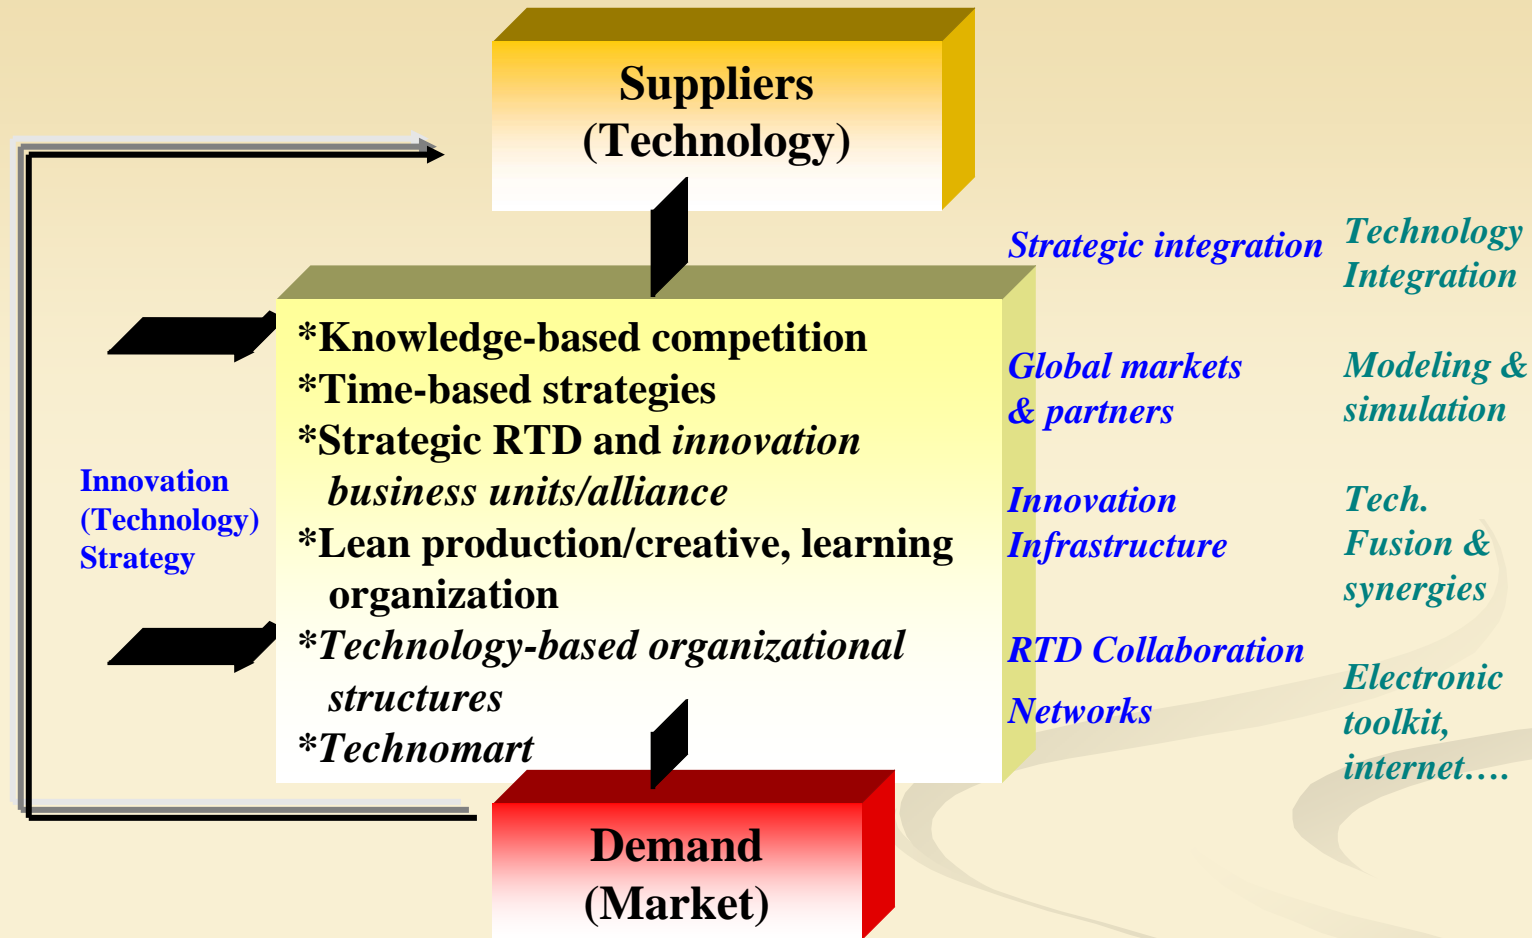 Suppliers
(Technology)
*Knowledge-based competition
*Time-based strategies
*Strategic RTD and innovation
business units/alliance
*Lean production/creative, learning
organization
*Technology-based organizational
structures
*Technomart
Innovation
(Technology)
Strategy
Strategic integration
Global markets
& partners
Innovation
Infrastructure
RTD Collaboration
Networks
Technology
Integration
Modeling &
simulation
Tech.
Fusion &
synergies
Electronic
toolkit,
internet….
Demand
(Market)